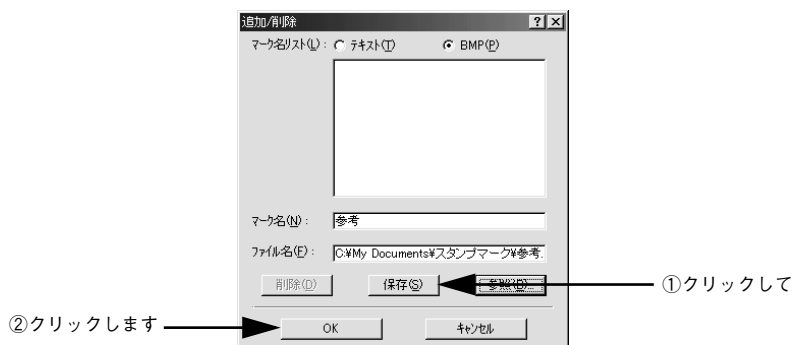 追加/削除
マーク名リスト(L): テキスト(T) BMP(P)
マーク名(N): 参考
ファイル名(F): C:¥My Documents¥スタンプマーク¥参考.
削除(D) 保存(S) 参照(B)... ①クリックして
②クリックします OK キャンセル